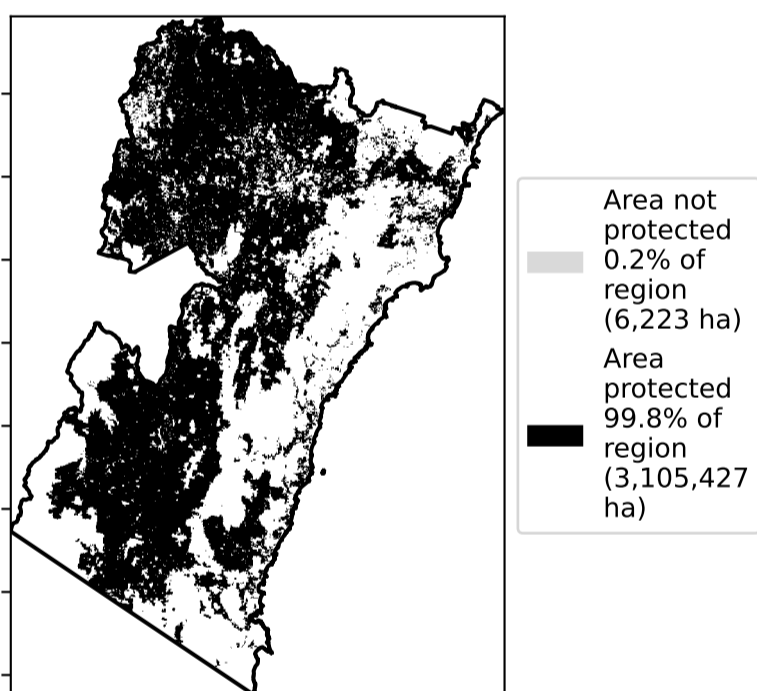 Area not
protected
0.2% of
region
(6,223 ha)
Area
protected
99.8% of
region
(3,105,427
ha)